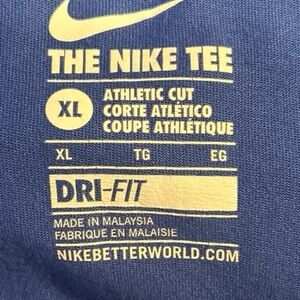 THE NIKE TEE
XL
ATHLETIC CUT
CORTE ATLÉTICO
COUPE ATHLÉTIQUE
XL TG EG
DRI-FIT
MADE IN MALAYSIA
FABRIQUE EN MALAISIE
NIKEBETTERWORLD.COM